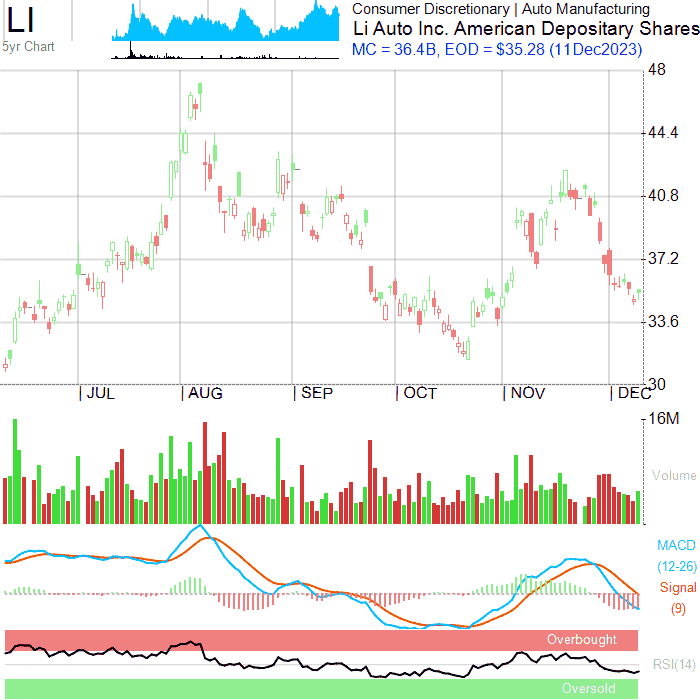 LI
5yr Chart
Consumer Discretionary | Auto Manufacturing
Li Auto Inc. American Depositary Shares
MC = 36.4B, EOD = $35.28 (11Dec2023)
48
44.4
40.8
37.2
33.6
30
| JUL | AUG | SEP | OCT | NOV | DEC
16M
Volume
MACD
(12-26)
Signal
(9)
Overbought
RSI(14)
Oversold